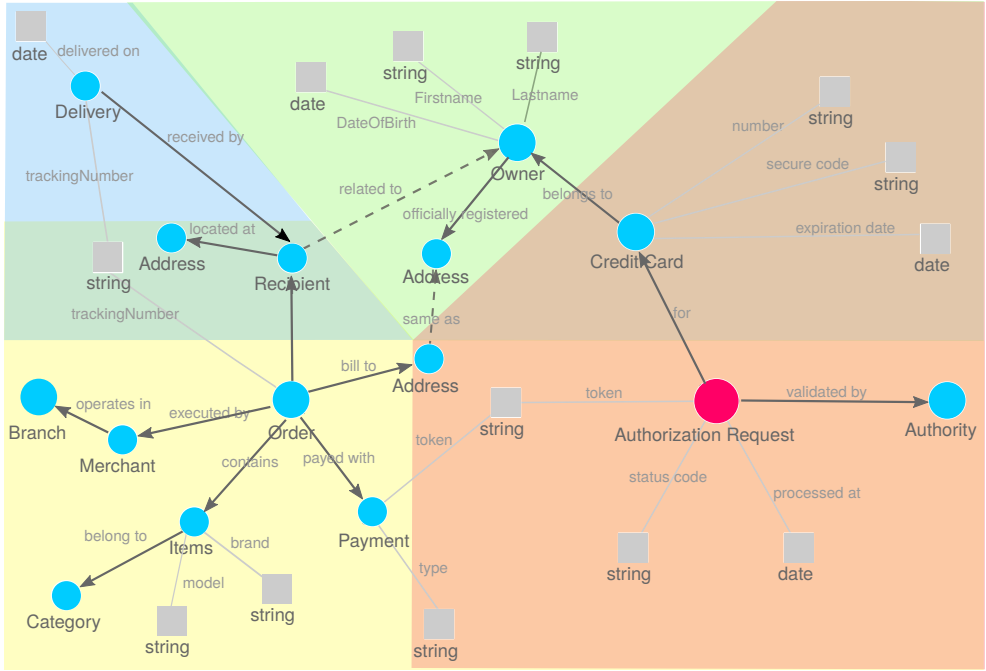 date
delivered on
Delivery
received by
trackingNumber
string
string
date
Firstname
Lastname
DateOfBirth
Owner
related to
officially registered
belongs to
number
string
secure code
string
expiration date
date
Credit Card
located at
Address
Recipient
Address
string
trackingNumber
same as
for
bill to
Address
operates in
Branch
executed by
Merchant
Order
contains
payed with
token
string
token
Authorization Request
validated by
Authority
status code
processed at
string
date
belong to
Items
brand
model
Category
string
string
Payment
type
string